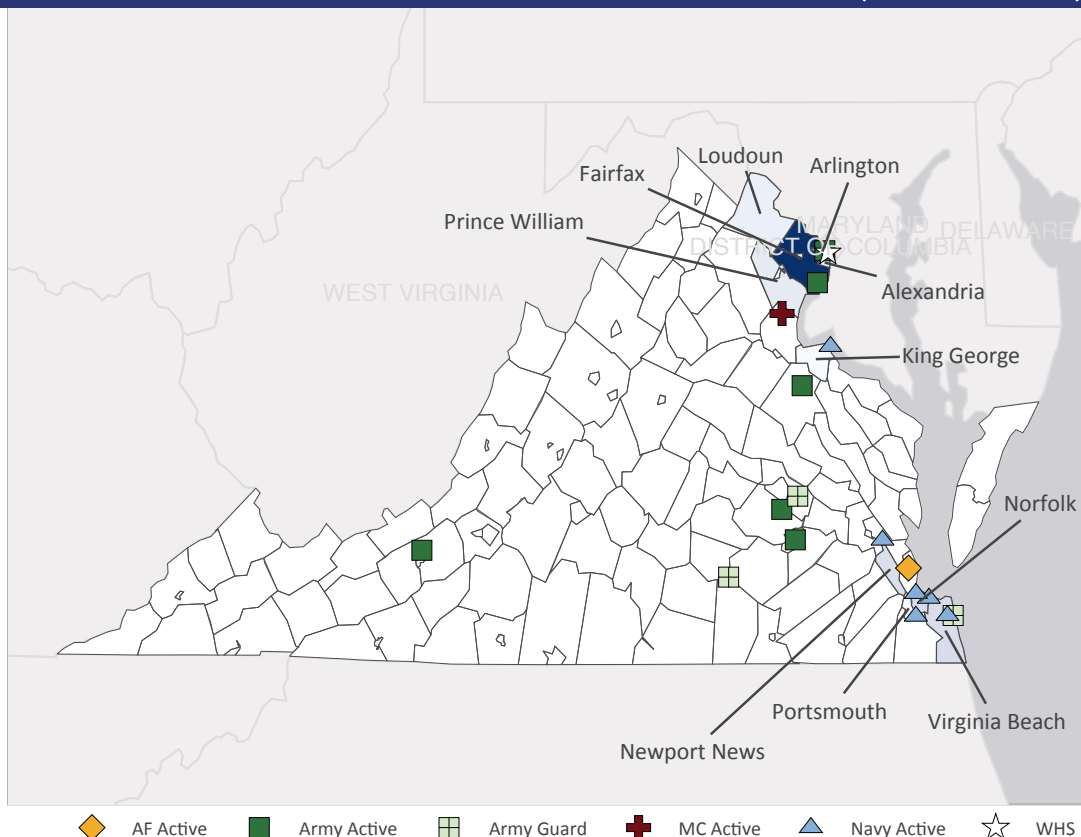 Loudoun
Fairfax
Arlington
Prince William
MARYLAND
DELAWARE
DISTRICT OF COLUMBIA
WEST VIRGINIA
Alexandria
King George
Norfolk
Portsmouth
Virginia Beach
Newport News
AF Active
Army Active
Army Guard
MC Active
Navy Active
WHS